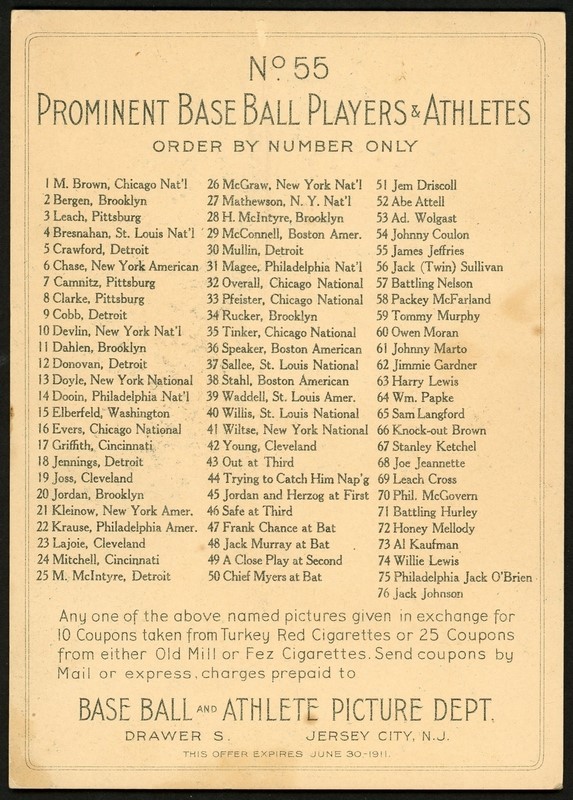 No 55
PROMINENT BASE BALL PLAYERS & ATHLETES
ORDER BY NUMBER ONLY
1 M. Brown, Chicago Nat'l
2 Bergen, Brooklyn
3 Leach, Pittsburg
4 Bresnahan, St. Louis Nat'l
5 Crawford, Detroit
6 Chase, New York American
7 Camnitz, Pittsburg
8 Clarke, Pittsburg
9 Cobb, Detroit
10 Devlin, New York Nat'l
11 Dahlen, Brooklyn
12 Donovan, Detroit
13 Doyle, New York National
14 Dooin, Philadelphia Nat'l
15 Elberfeld, Washington
16 Evers, Chicago National
17 Griffith, Cincinnati
18 Jennings, Detroit
19 Joss, Cleveland
20 Jordan, Brooklyn
21 Kleinow, New York Amer.
22 Krause, Philadelphia Amer.
23 Lajoie, Cleveland
24 Mitchell, Cincinnati
25 M. McIntyre, Detroit
26 McGraw, New York Nat'l
27 Mathewson, N. Y. Nat'l
28 H. McIntyre, Brooklyn
29 McConnell, Boston Amer.
30 Mullin, Detroit
31 Magee, Philadelphia Nat'l
32 Overall, Chicago National
33 Pfeister, Chicago National
34 Rucker, Brooklyn
35 Tinker, Chicago National
36 Speaker, Boston American
37 Sallee, St. Louis National
38 Stahl, Boston American
39 Waddell, St. Louis Amer.
40 Willis, St. Louis National
41 Wiltse, New York National
42 Young, Cleveland
43 Out at Third
44 Trying to Catch Him Nap'g
45 Jordan and Herzog at First
46 Safe at Third
47 Frank Chance at Bat
48 Jack Murray at Bat
49 A Close Play at Second
50 Chief Myers at Bat
51 Jem Driscoll
52 Abe Attell
53 Ad. Wolgast
54 Johnny Coulon
55 James Jeffries
56 Jack (Twin) Sullivan
57 Battling Nelson
58 Packey McFarland
59 Tommy Murphy
60 Owen Moran
61 Johnny Marto
62 Jimmie Gardner
63 Harry Lewis
64 Wm. Papke
65 Sam Langford
66 Knock-out Brown
67 Stanley Ketchel
68 Joe Jeannette
69 Leach Cross
70 Phil. McGovern
71 Battling Hurley
72 Honey Mellody
73 Al Kaufman
74 Willie Lewis
75 Philadelphia Jack O'Brien
76 Jack Johnson
Any one of the above named pictures given in exchange for
10 Coupons taken from Turkey Red Cigarettes or 25 Coupons
from either Old Mill or Fez Cigarettes. Send coupons by
Mail or express, charges prepaid to
BASE BALL AND ATHLETE PICTURE DEPT.
DRAWER S. JERSEY CITY, N.J.
THIS OFFER EXPIRES JUNE 30-1911.